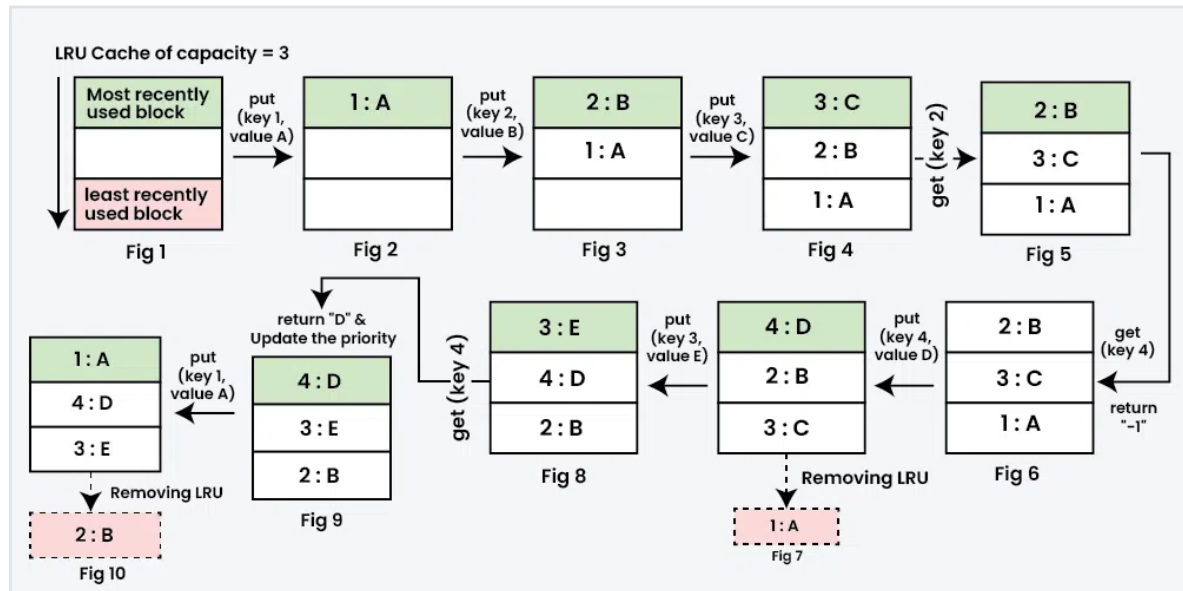 LRU Cache of capacity = 3
Most recently
used block
least recently
used block
Fig 1
put
(key 1,
value A)
1 : A
Fig 2
put
(key 2,
value B)
2 : B
1 : A
Fig 3
put
(key 3,
value C)
3 : C
2 : B
1 : A
Fig 4
get (key 2)
2 : B
3 : C
1 : A
Fig 5
get
(key 4)
return
"-1"
2 : B
3 : C
1 : A
Fig 6
put
(key 4,
value D)
4 : D
2 : B
3 : C
Removing LRU
1 : A
Fig 7
put
(key 3,
value E)
3 : E
4 : D
2 : B
Fig 8
get (key 4)
return "D" &
Update the priority
4 : D
3 : E
2 : B
Fig 9
put
(key 1,
value A)
1 : A
4 : D
3 : E
Removing LRU
2 : B
Fig 10